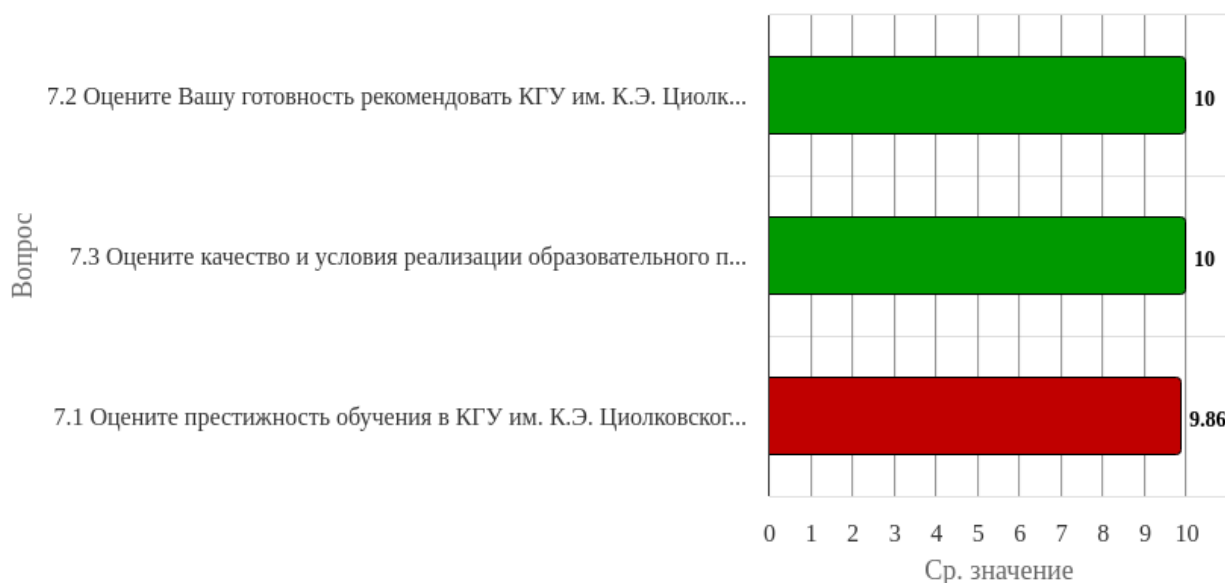 7.2 Оцените Вашу готовность рекомендовать КГУ им. К.Э. Циолк...
10
7.3 Оцените качество и условия реализации образовательного п...
10
Вопрос
7.1 Оцените престижность обучения в КГУ им. К.Э. Циолковског...
9.86
0 1 2 3 4 5 6 7 8 9 10
Ср. значение